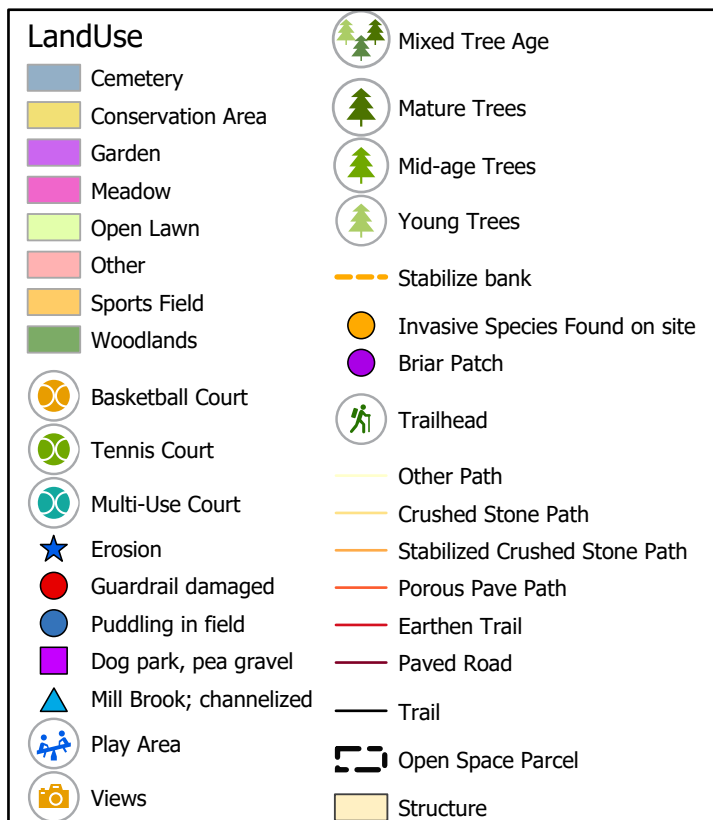 LandUse
Cemetery
Conservation Area
Garden
Meadow
Open Lawn
Other
Sports Field
Woodlands
Basketball Court
Tennis Court
Multi-Use Court
Erosion
Guardrail damaged
Puddling in field
Dog park, pea gravel
Mill Brook; channelized
Play Area
Views
Mixed Tree Age
Mature Trees
Mid-age Trees
Young Trees
Stabilize bank
Invasive Species Found on site
Briar Patch
Trailhead
Other Path
Crushed Stone Path
Stabilized Crushed Stone Path
Porous Pave Path
Earthen Trail
Paved Road
Trail
Open Space Parcel
Structure